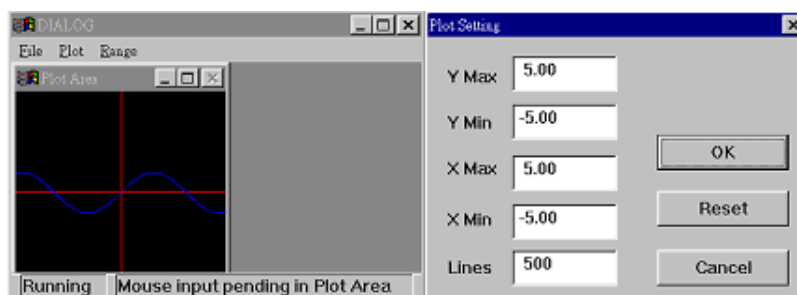 DIALOG
File Plot Range
Plot Area
Running Mouse input pending in Plot Area
Plot Setting
Y Max 5.00
Y Min -5.00
X Max 5.00
X Min -5.00
Lines 500
OK
Reset
Cancel